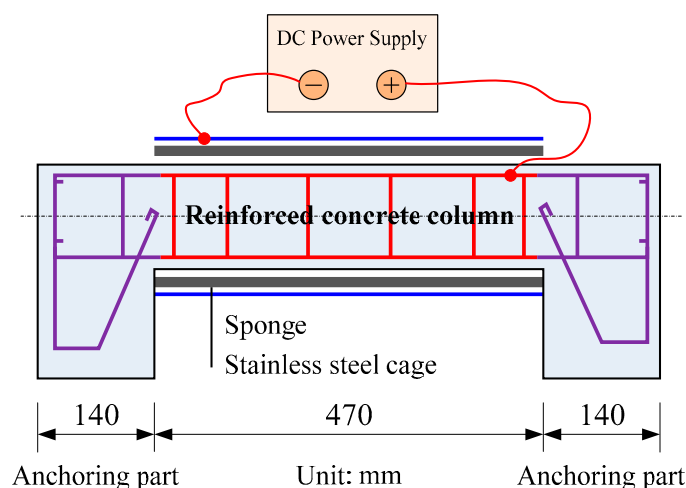 DC Power Supply
− +
Reinforced concrete column
Sponge
Stainless steel cage
140 470 140
Anchoring part Unit: mm Anchoring part